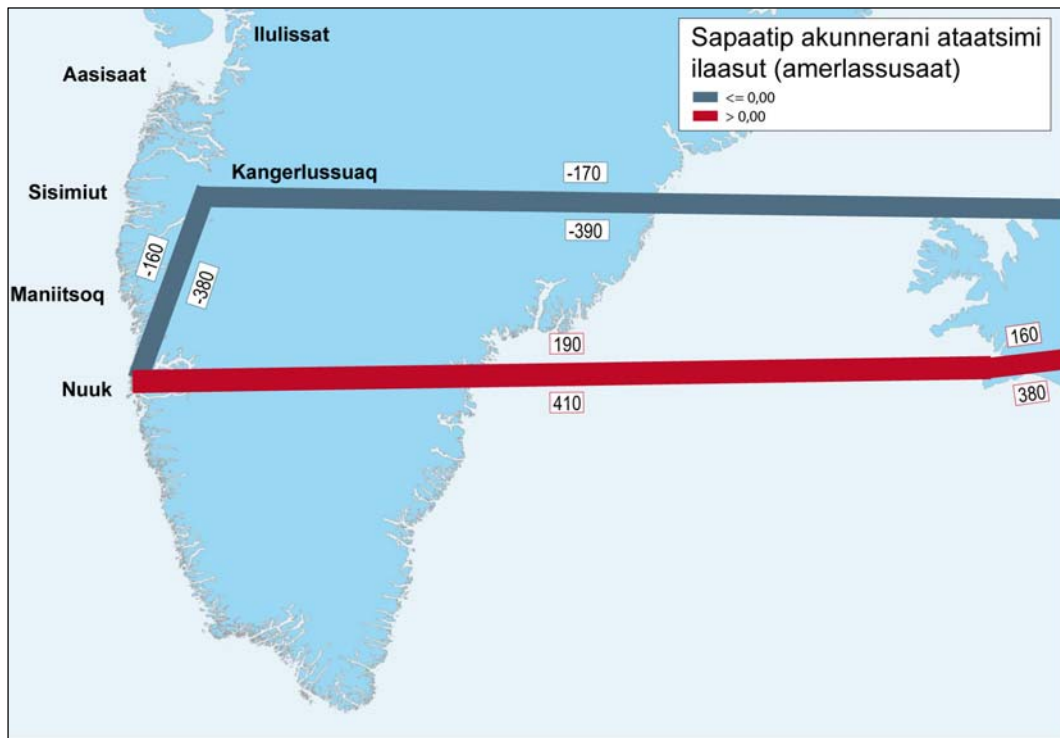 Ilulissat
Sapaatip akunnerani ataatsimi
ilaasut (amerlassusaat)
<= 0,00
> 0,00
Aasisaat
Kangerlussuaq
-170
Sisimiut
-390
-160
-380
Maniitsoq
190
160
Nuuk
410
380